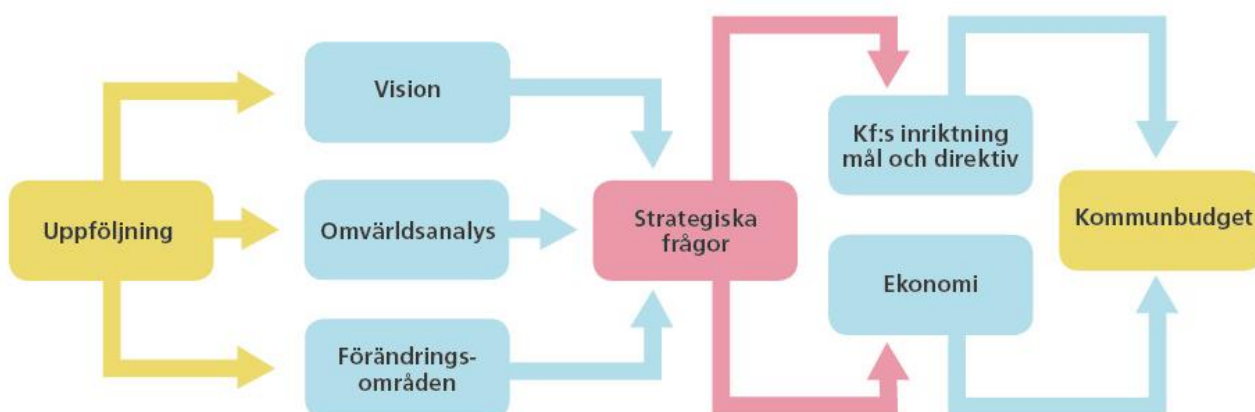 Vision
Uppföljning
Omvärldsanalys
Förändrings-
områden
Strategiska
frågor
Kf:s inriktning
mål och direktiv
Ekonomi
Kommunbudget